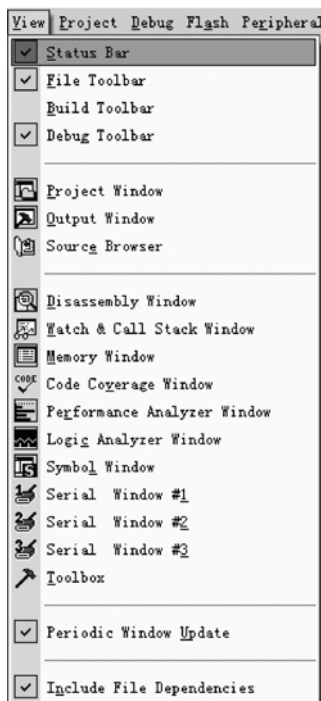 View Project Debug Flash Peripheral
Status Bar
File Toolbar
Build Toolbar
Debug Toolbar
Project Window
Output Window
Source Browser
Disassembly Window
Watch & Call Stack Window
Memory Window
CODE Code Coverage Window
Performance Analyzer Window
Logic Analyzer Window
Symbol Window
Serial Window #1
Serial Window #2
Serial Window #3
Toolbox
Periodic Window Update
Include File Dependencies